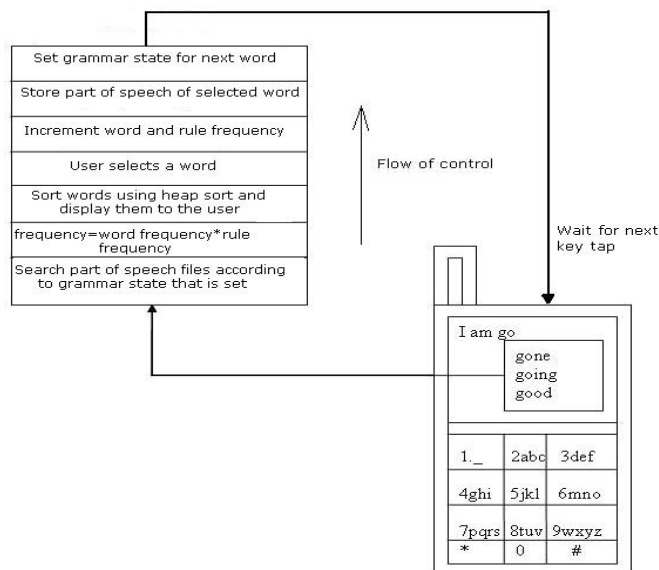 Set grammar state for next word
Store part of speech of selected word
Increment word and rule frequency
User selects a word
Sort words using heap sort and
display them to the user
frequency=word frequency*rule
frequency
Search part of speech files according
to grammar state that is set
Flow of control
Wait for next
key tap
I am go
gone
going
good
1._ 2abc 3def
4ghi 5jkl 6mno
7pqrs 8tuv 9wxyz
* 0 #